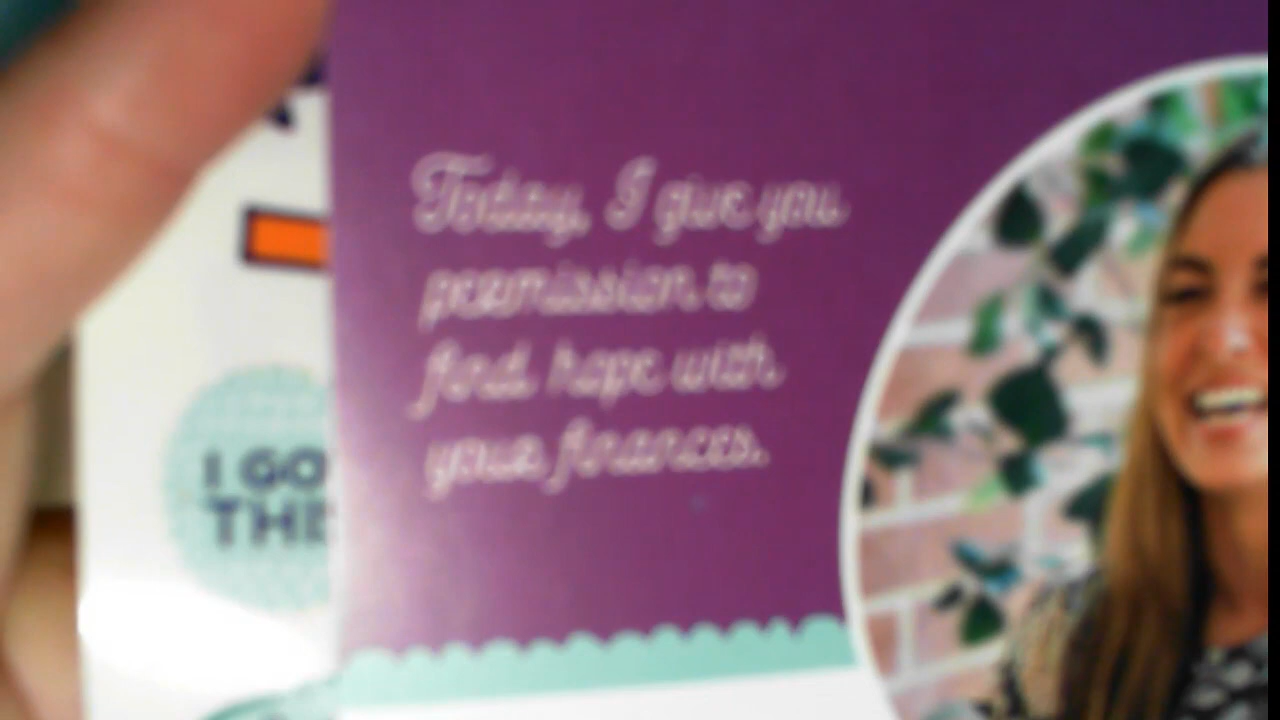 Today, I give you
permission to
find hope with
your finances.
I GO
THE